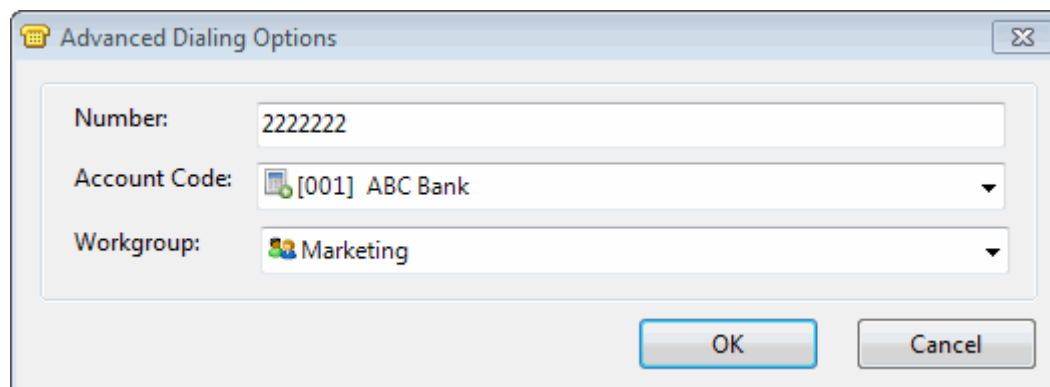 Advanced Dialing Options
Number: 2222222
Account Code: [001] ABC Bank
Workgroup: Marketing
OK Cancel